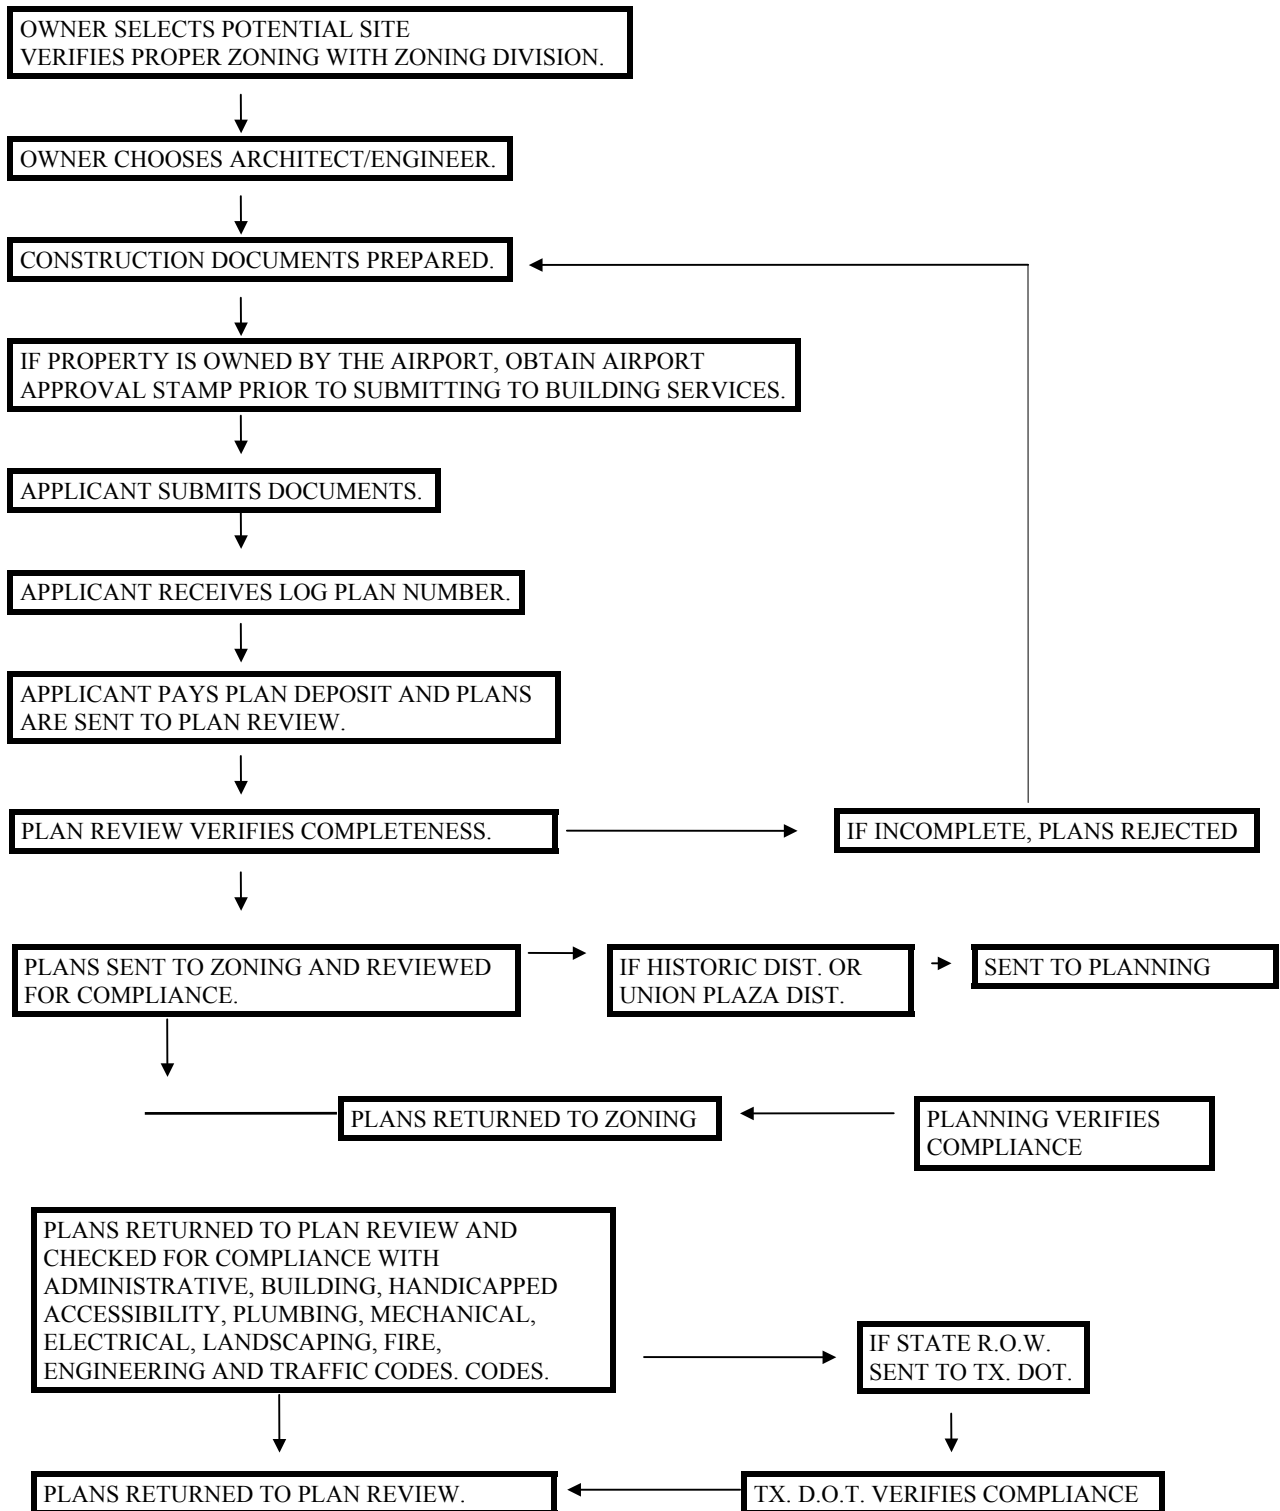 OWNER SELECTS POTENTIAL SITE
VERIFIES PROPER ZONING WITH ZONING DIVISION.
OWNER CHOOSES ARCHITECT/ENGINEER.
CONSTRUCTION DOCUMENTS PREPARED.
IF PROPERTY IS OWNED BY THE AIRPORT, OBTAIN AIRPORT
APPROVAL STAMP PRIOR TO SUBMITTING TO BUILDING SERVICES.
APPLICANT SUBMITS DOCUMENTS.
APPLICANT RECEIVES LOG PLAN NUMBER.
APPLICANT PAYS PLAN DEPOSIT AND PLANS
ARE SENT TO PLAN REVIEW.
PLAN REVIEW VERIFIES COMPLETENESS.
IF INCOMPLETE, PLANS REJECTED
PLANS SENT TO ZONING AND REVIEWED
FOR COMPLIANCE.
IF HISTORIC DIST. OR
UNION PLAZA DIST.
SENT TO PLANNING
PLANS RETURNED TO ZONING
PLANNING VERIFIES
COMPLIANCE
PLANS RETURNED TO PLAN REVIEW AND
CHECKED FOR COMPLIANCE WITH
ADMINISTRATIVE, BUILDING, HANDICAPPED
ACCESSIBILITY, PLUMBING, MECHANICAL,
ELECTRICAL, LANDSCAPING, FIRE,
ENGINEERING AND TRAFFIC CODES. CODES.
IF STATE R.O.W.
SENT TO TX. DOT.
PLANS RETURNED TO PLAN REVIEW.
TX. D.O.T. VERIFIES COMPLIANCE